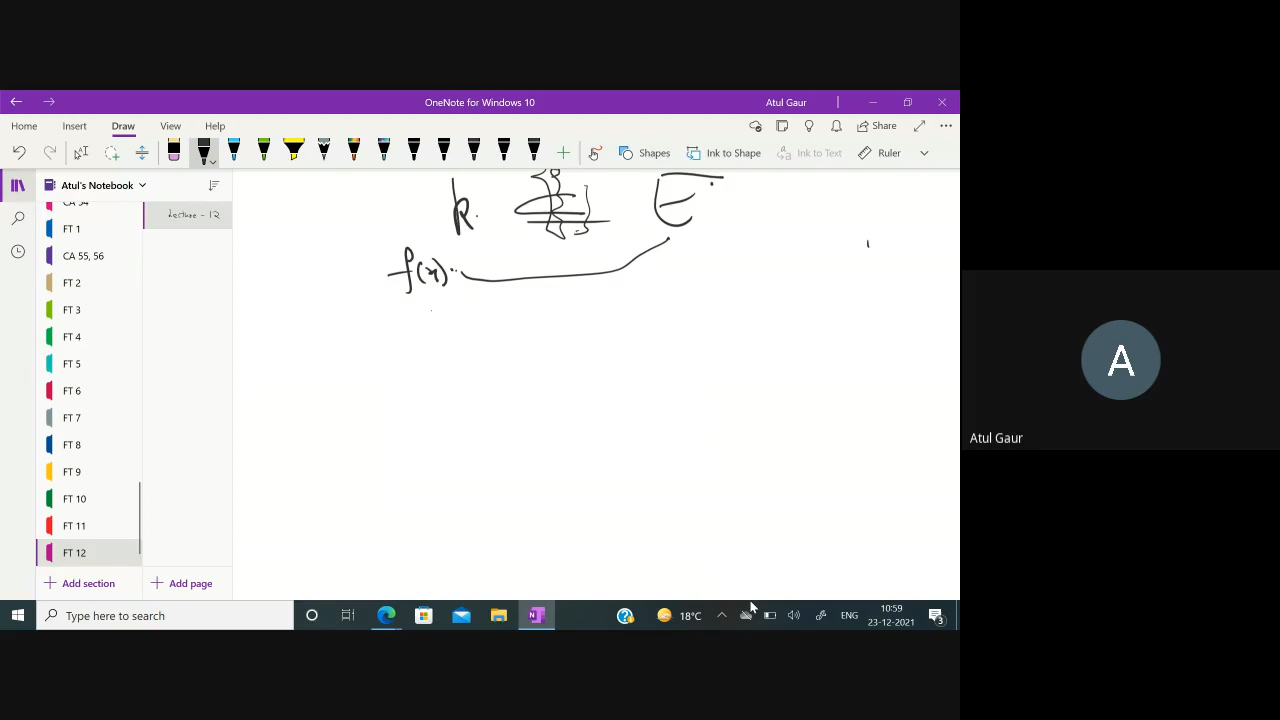 OneNote for Windows 10
Atul Gaur
Home Insert Draw View Help
Share
Shapes
Ink to Shape
Ink to Text
Ruler
Atul's Notebook
CA 54
Lecture - 12
FT 1
CA 55, 56
FT 2
FT 3
FT 4
FT 5
FT 6
FT 7
FT 8
FT 9
FT 10
FT 11
FT 12
Add section
Add page
k. E
f(x)
A
Atul Gaur
Type here to search
18°C
ENG
10:59
23-12-2021
3